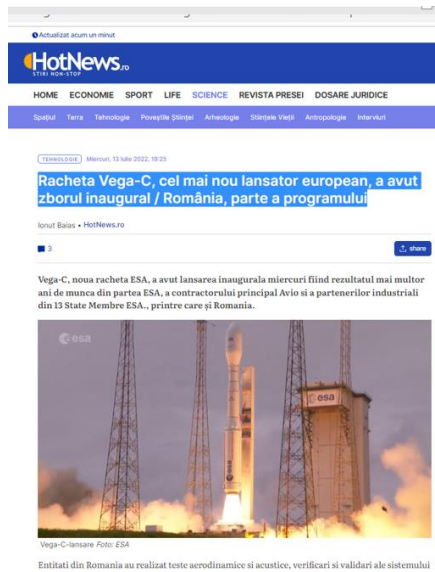 Actualizat acum un minut
HotNews.ro
STIRI NON-STOP
HOME ECONOMIE SPORT LIFE SCIENCE REVISTA PRESEI DOSARE JURIDICE
Spațiul Terra Tehnologie Poveștile Științei Arheologie Științele Vieții Antropologie Interviuri
TEHNOLOGIE Miercuri, 13 Iulie 2022, 19:25
Racheta Vega-C, cel mai nou lansator european, a avut
zborul inaugural / România, parte a programului
Ionut Baias • HotNews.ro
3 share
Vega-C, noua racheta ESA, a avut lansarea inaugurala miercuri fiind rezultatul mai multor
ani de munca din partea ESA, a contractorului principal Avio si a partenerilor industriali
din 13 State Membre ESA., printre care și Romania.
esa
esa
Vega-C-lansare Foto: ESA
Entitati din Romania au realizat teste aerodinamice si acustice, verificari si validari ale sistemului